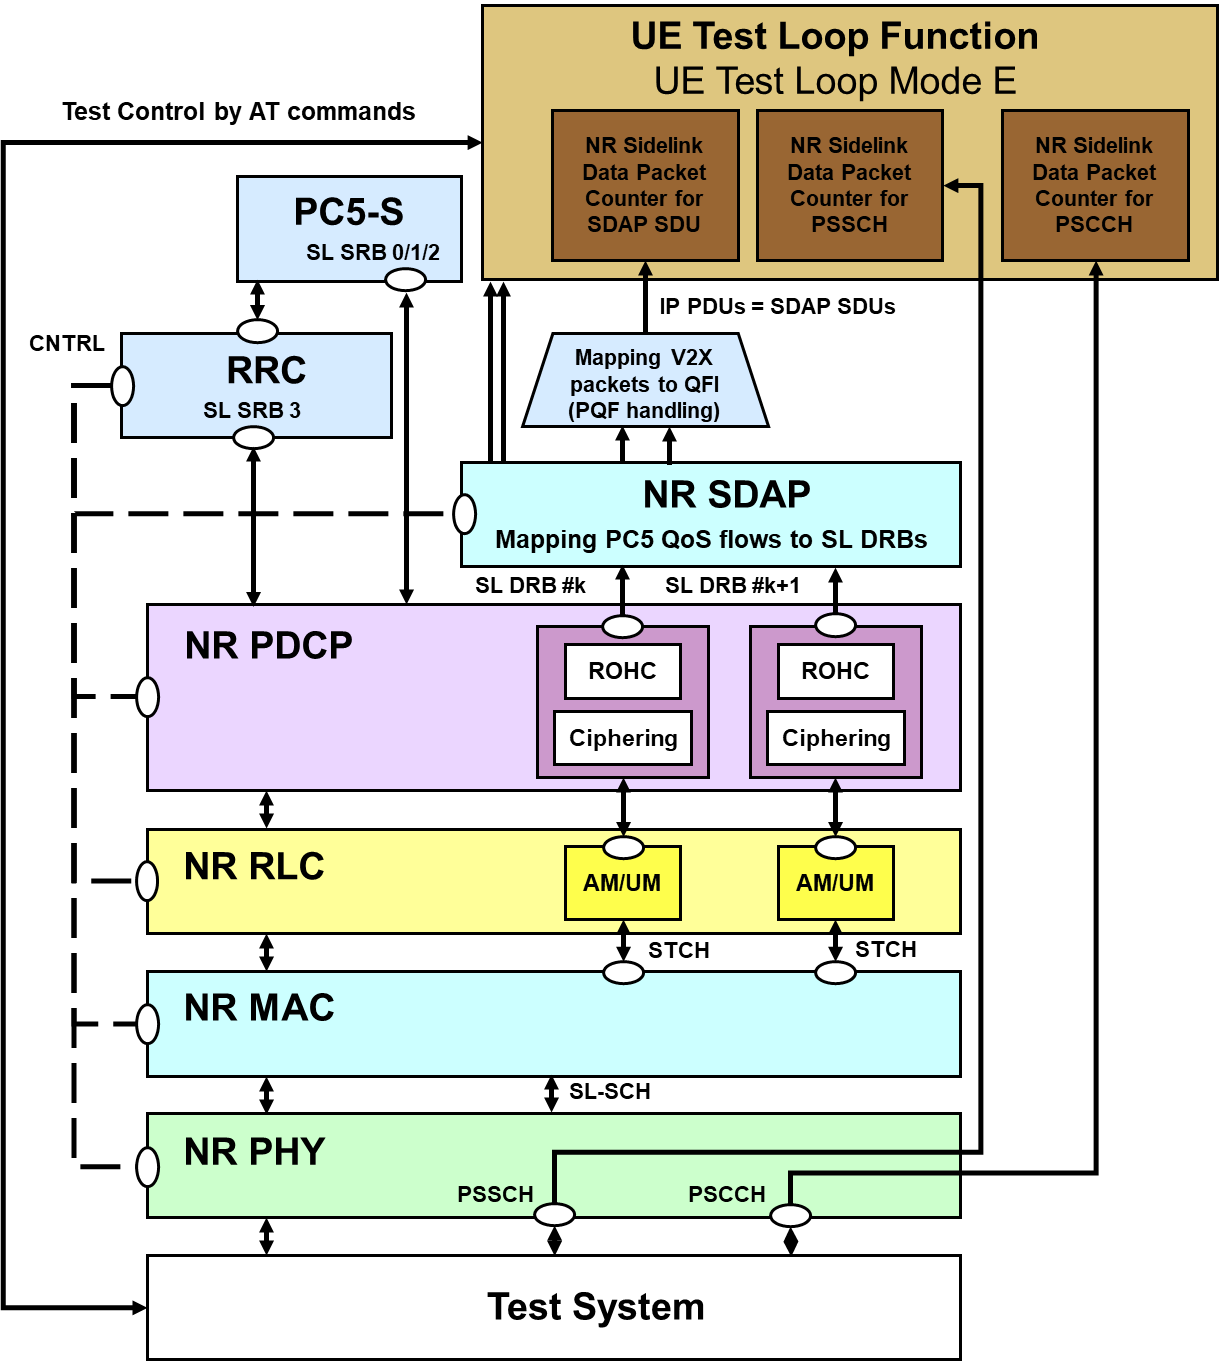 UE Test Loop Function
UE Test Loop Mode E
Test Control by AT commands
NR Sidelink
Data Packet
Counter for
SDAP SDU
NR Sidelink
Data Packet
Counter for
PSSCH
NR Sidelink
Data Packet
Counter for
PSCCH
PC5-S
SL SRB 0/1/2
IP PDUs = SDAP SDUs
CNTRL
RRC
SL SRB 3
Mapping V2X
packets to QFI
(PQF handling)
NR SDAP
Mapping PC5 QoS flows to SL DRBs
SL DRB #k
SL DRB #k+1
NR PDCP
ROHC
Ciphering
ROHC
Ciphering
NR RLC
AM/UM
AM/UM
STCH
STCH
NR MAC
SL-SCH
NR PHY
PSSCH
PSCCH
Test System